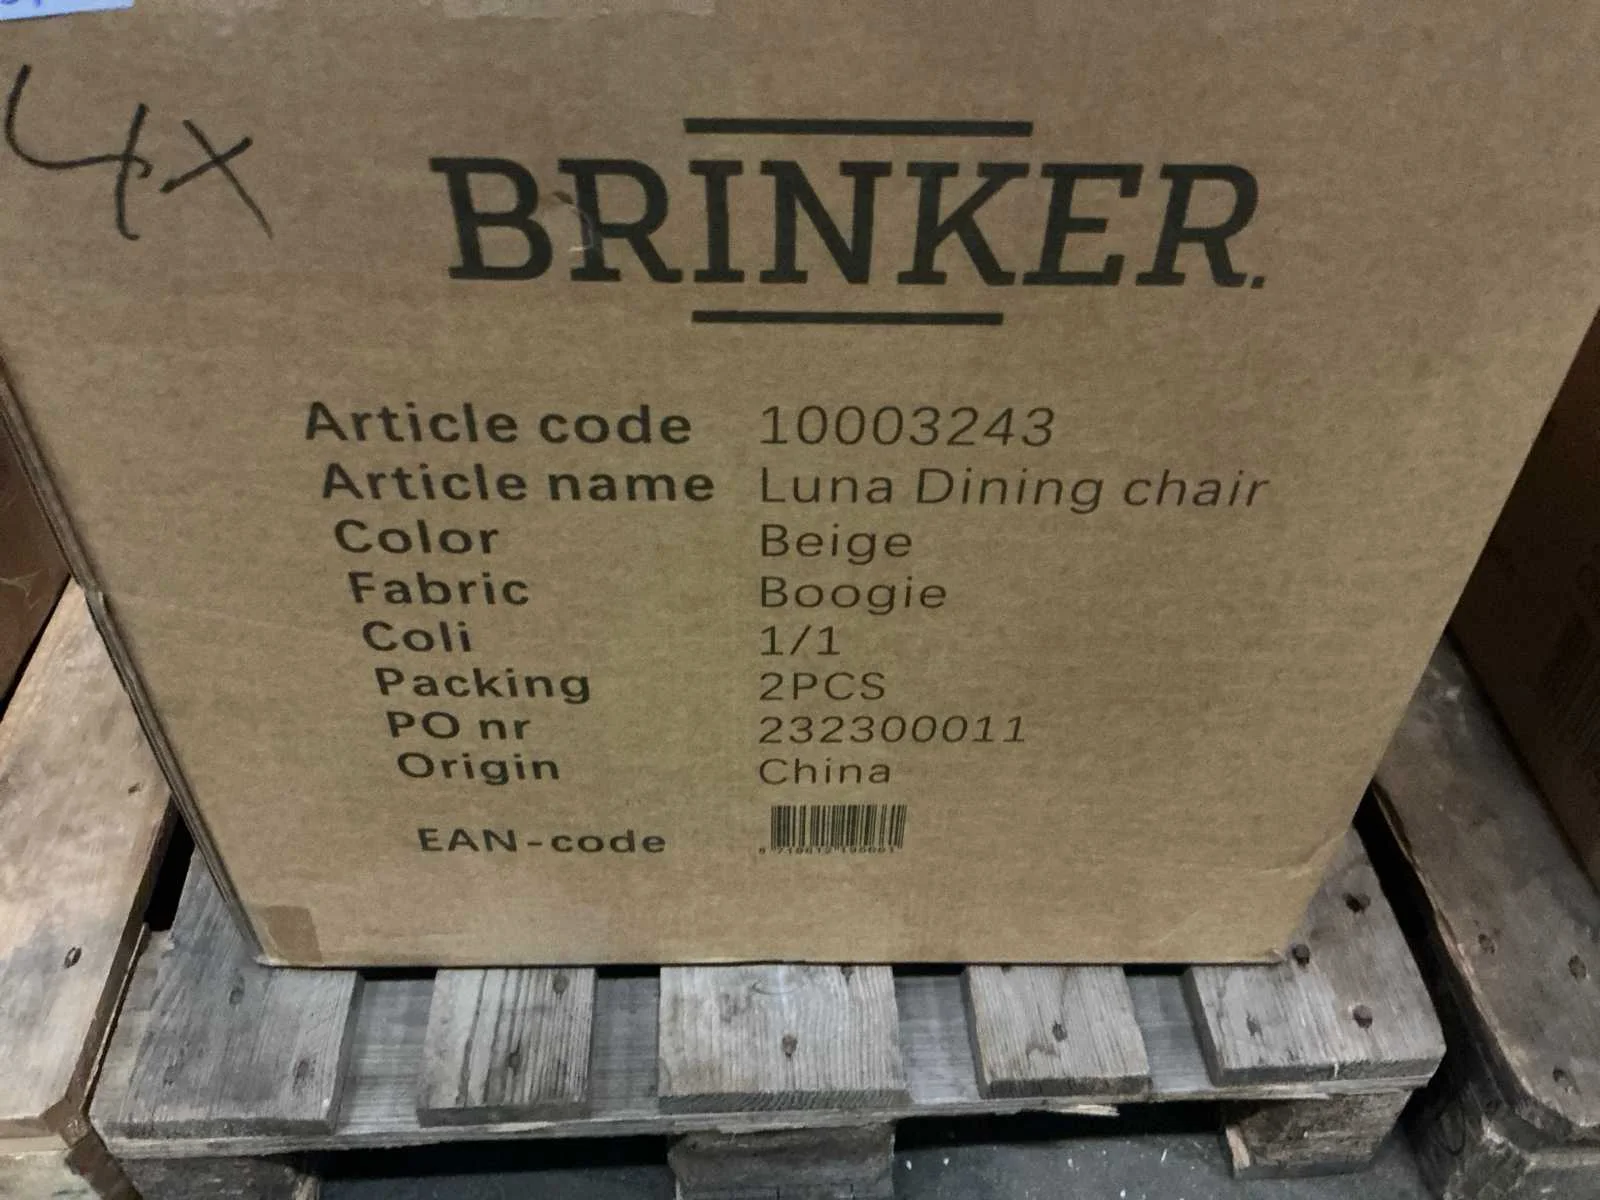 4x
BRINKER.
Article code 10003243
Article name Luna Dining chair
Color Beige
Fabric Boogie
Coli 1/1
Packing 2PCS
PO nr 232300011
Origin China
EAN-code